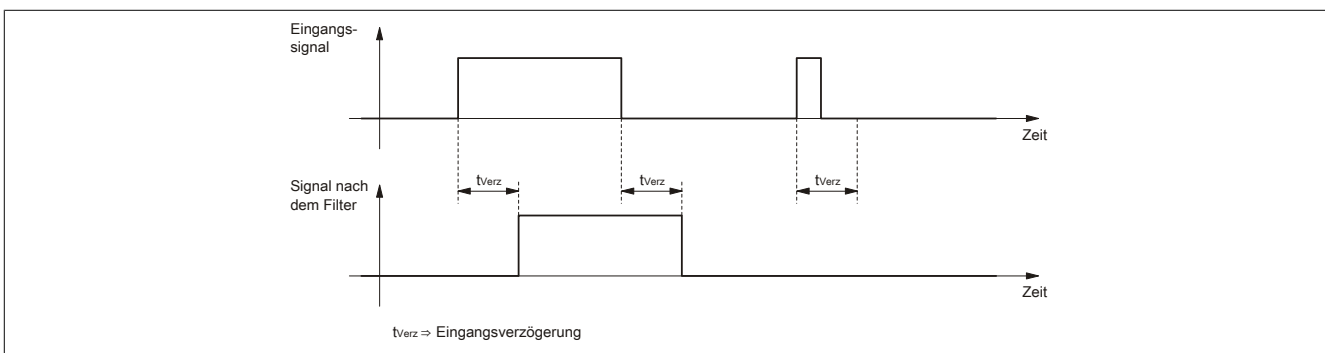 Eingangs-
signal
Zeit
tVerz
tVerz
tVerz
Signal nach
dem Filter
Zeit
tVerz ⇒ Eingangsverzögerung